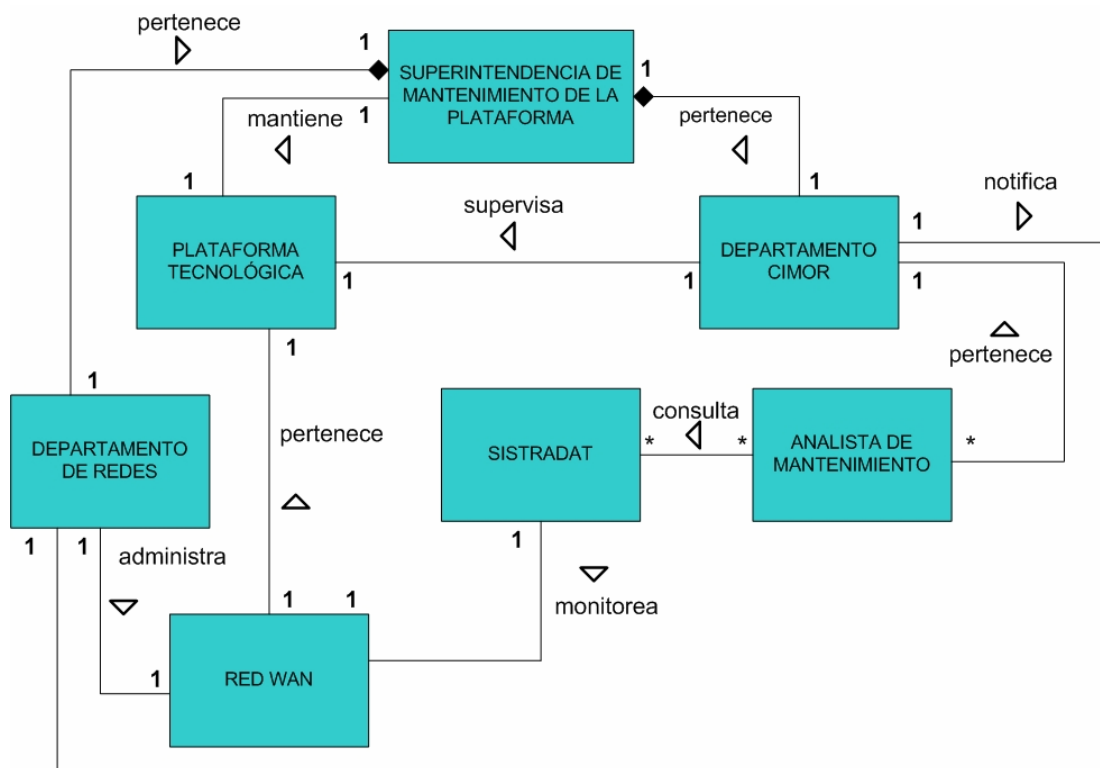 pertenece
1
1
SUPERINTENDENCIA DE
MANTENIMIENTO DE LA
PLATAFORMA
mantiene
1
pertenece
1
1
notifica
supervisa
PLATAFORMA
TECNOLÓGICA
DEPARTAMENTO
CIMOR
1
1
1
1
1
pertenece
1
1
DEPARTAMENTO
DE REDES
pertenece
SISTRADAT
consulta
*
*
ANALISTA DE
MANTENIMIENTO
*
1
1
administra
1
monitorea
1
1
1
RED WAN